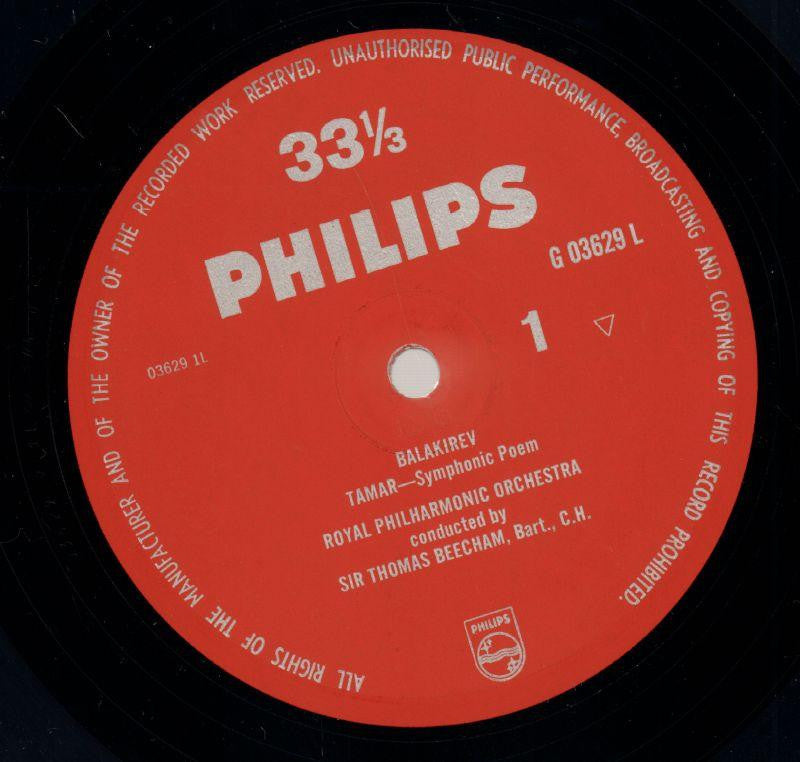 ALL RIGHTS OF THE MANUFACTURER AND OF THE OWNER OF THE RECORDED WORK RESERVED. UNAUTHORISED PUBLIC PERFORMANCE, BROADCASTING AND COPYING OF THIS RECORD PROHIBITED.
33⅓
PHILIPS
G 03629 L
1
03629 1L
BALAKIREV
TAMAR—Symphonic Poem
ROYAL PHILHARMONIC ORCHESTRA
conducted by
SIR THOMAS BEECHAM, Bart., C.H.
PHILIPS